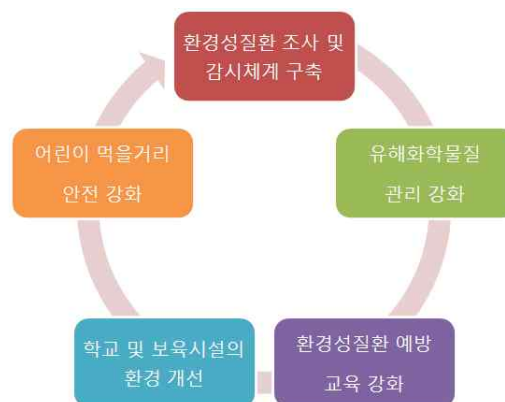 환경성질환 조사 및
감시체계 구축
유해화학물질
관리 강화
환경성질환 예방
교육 강화
학교 및 보육시설의
환경 개선
어린이 먹을거리
안전 강화